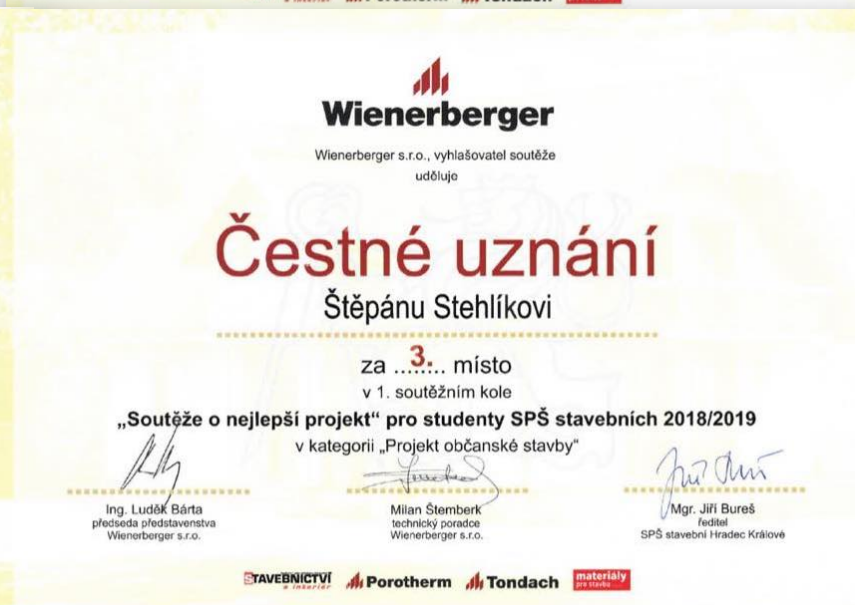 Porotherm Tondach
Wienerberger
Wienerberger s.r.o., vyhlašovatel soutěže
uděluje
Čestné uznání
Štěpánu Stehlíkovi
za ..3..... místo
v 1. soutěžním kole
„Soutěže o nejlepší projekt“ pro studenty SPŠ stavebních 2018/2019
v kategorii „Projekt občanské stavby“
Ing. Luděk Bárta
předseda představenstva
Wienerberger s.r.o.
Milan Štemberk
technický poradce
Wienerberger s.r.o.
Mgr. Jiří Bureš
ředitel
SPŠ stavební Hradec Králové
STAVEBNICTVÍ a interiér Porotherm Tondach materiály pro stavbu